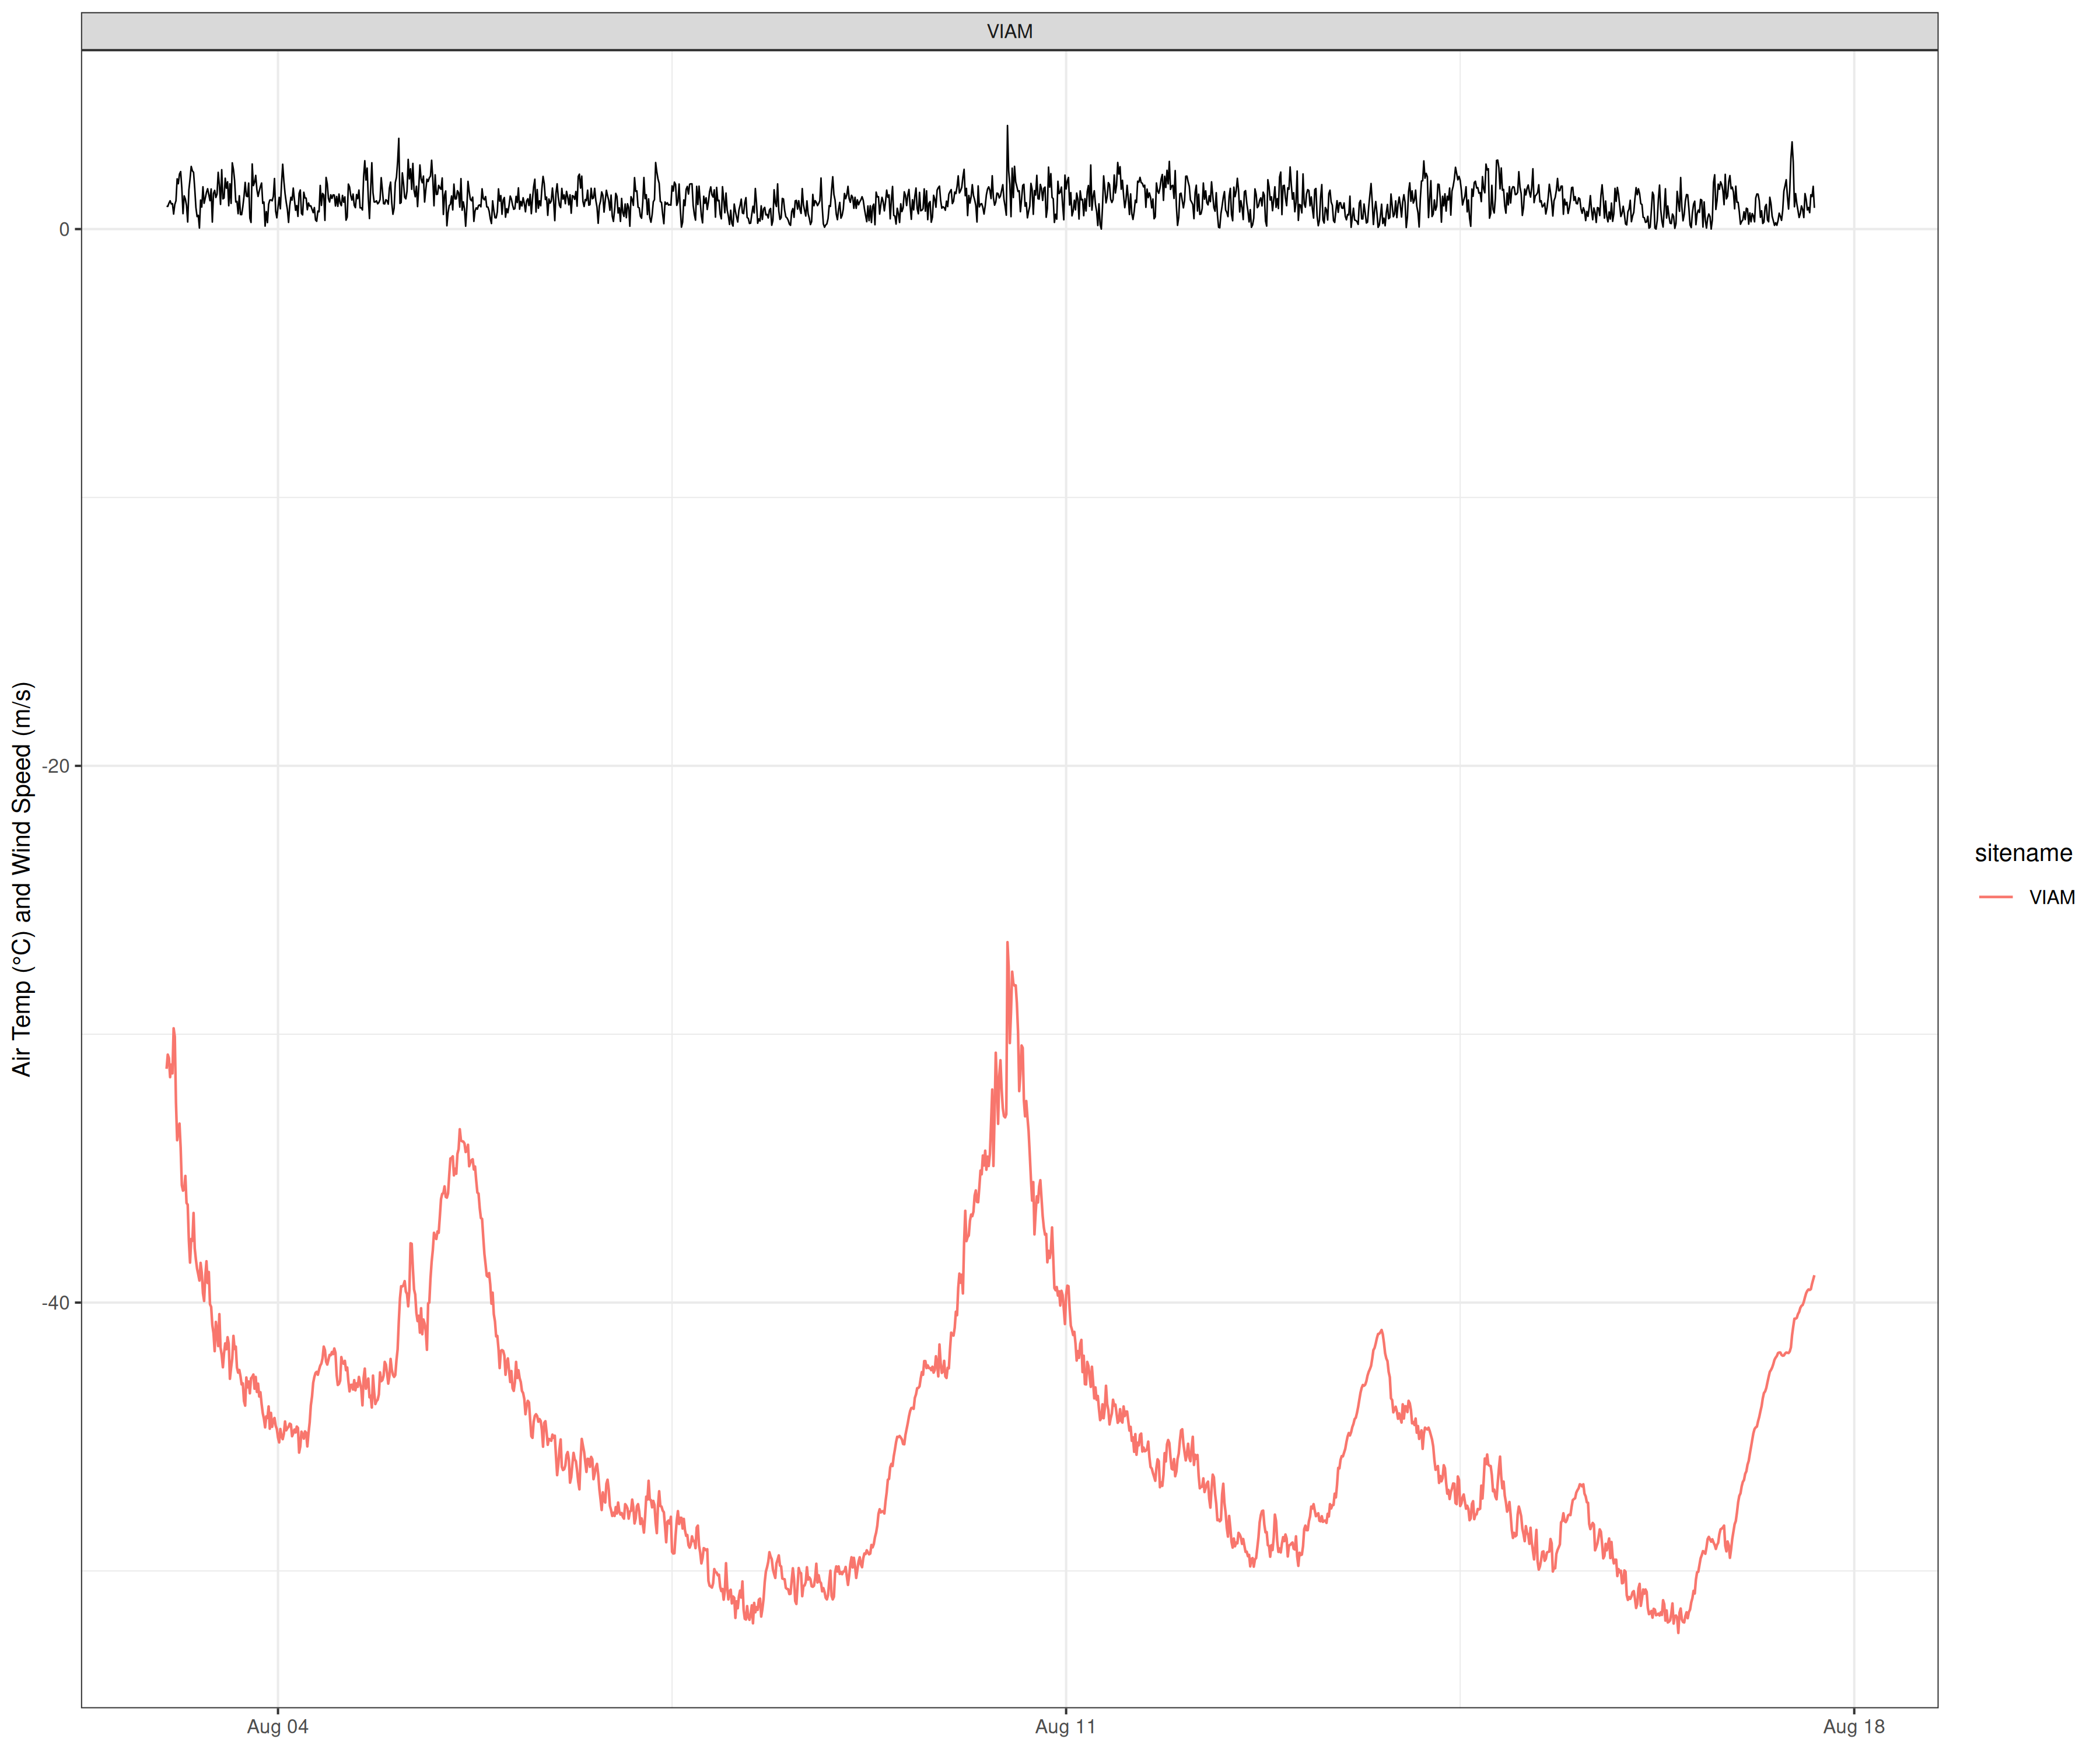 VIAM
Air Temp (°C) and Wind Speed (m/s)
0
-20
-40
Aug 04
Aug 11
Aug 18
sitename
VIAM